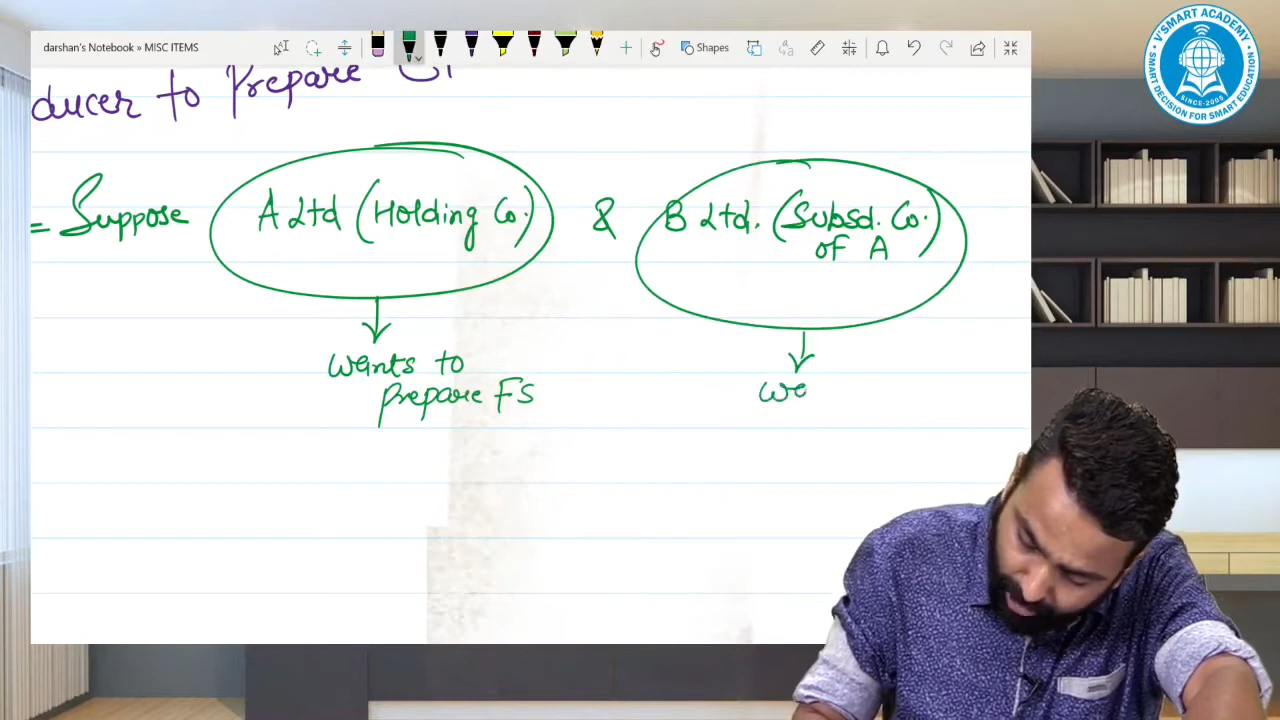 darshan's Notebook » MISC ITEMS
Shapes
V'SMART ACADEMY
SMART DECISION FOR SMART EDUCATION
SINCE-2005
ducer to Prepare
= Suppose A Ltd (Holding Co.) & B Ltd. (Subsd. Co. of A)
wants to
prepare FS
we